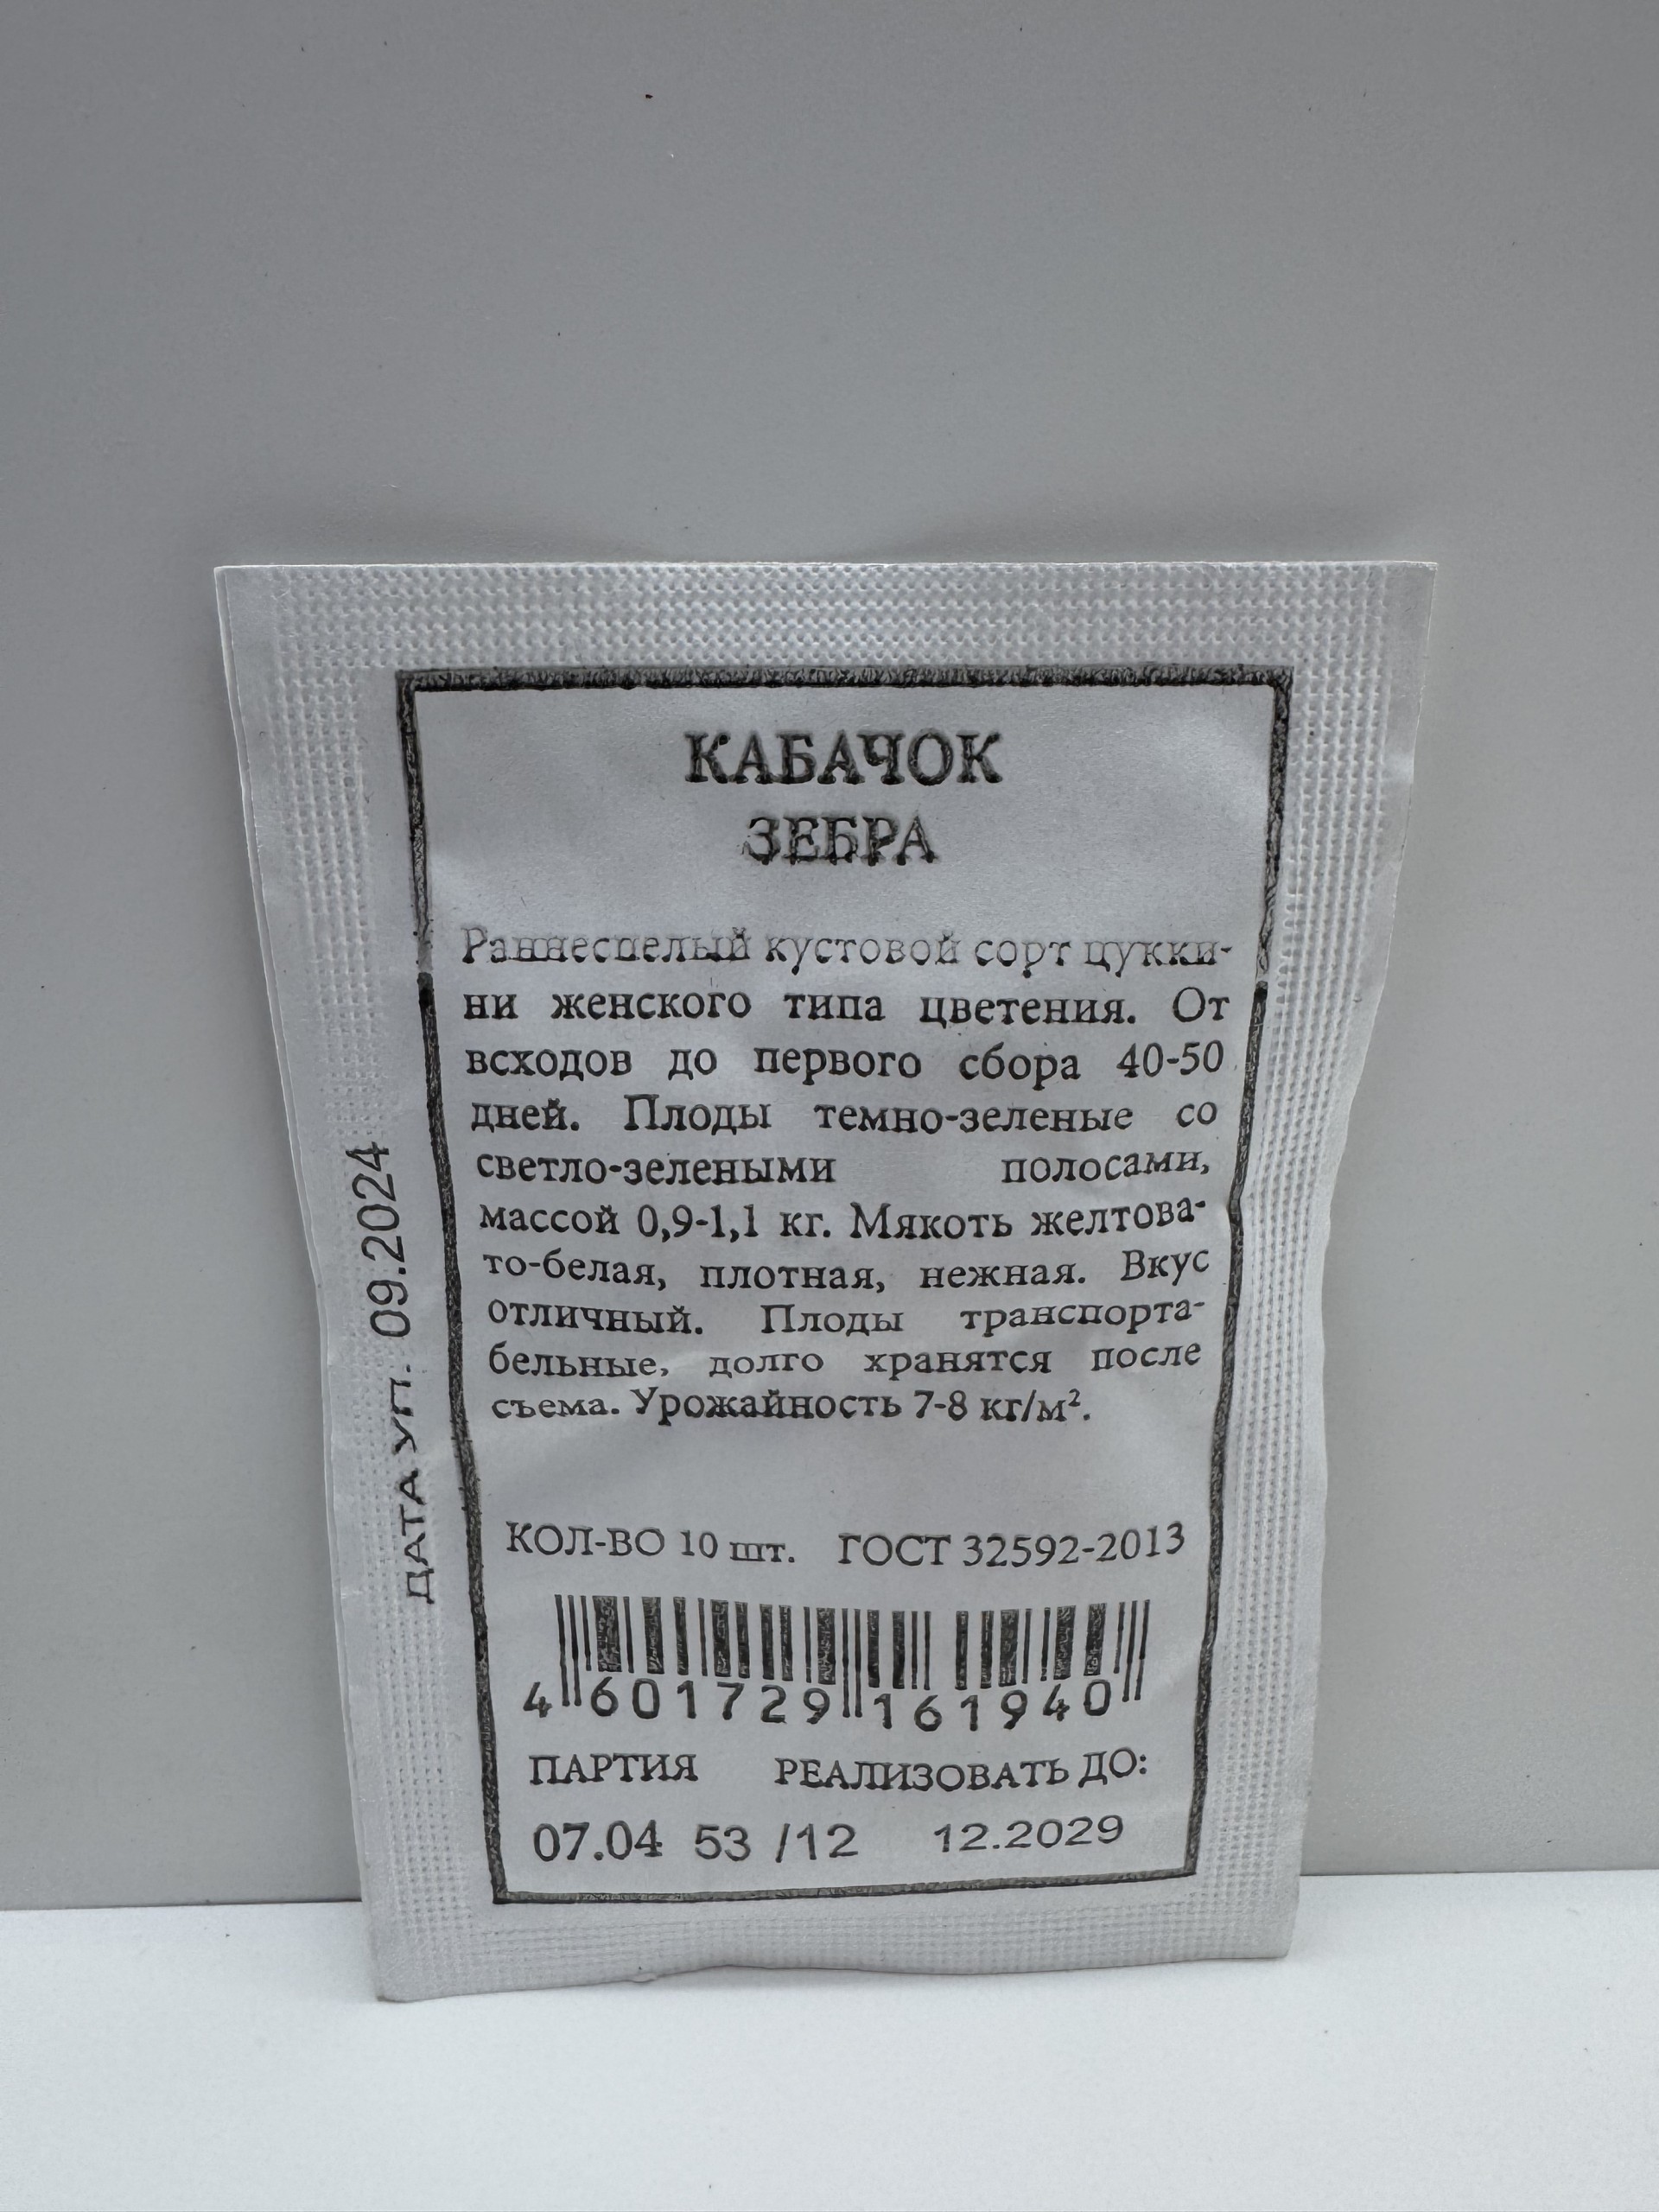 КАБАЧОК
ЗЕБРА
Раннеспелый кустовой сорт цукки-
ни женского типа цветения. От
всходов до первого сбора 40-50
дней. Плоды темно-зеленые со
светло-зелеными полосами,
массой 0,9-1,1 кг. Мякоть желтова-
то-белая, плотная, нежная. Вкус
отличный. Плоды транспорта-
бельные, долго хранятся после
съема. Урожайность 7-8 кг/м².
КОЛ-ВО 10 шт. ГОСТ 32592-2013
4 601729 161940
ПАРТИЯ РЕАЛИЗОВАТЬ ДО:
07.04 53 /12 12.2029
ДАТА УП. 09.2024